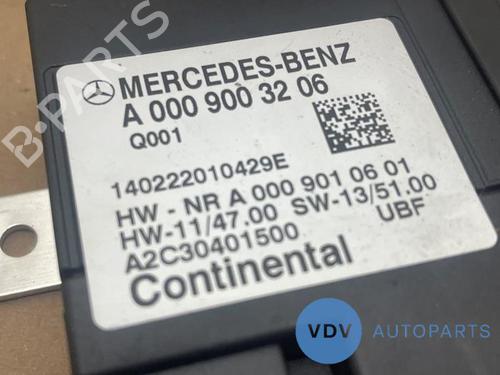 B-PARTS
MERCEDES-BENZ
A 000 900 32 06
Q001
140222010429E
HW - NR A 000 901 06 01
HW-11/47.00 SW-13/51.00
A2C30401500 UBF
Continental
VDV AUTOPARTS